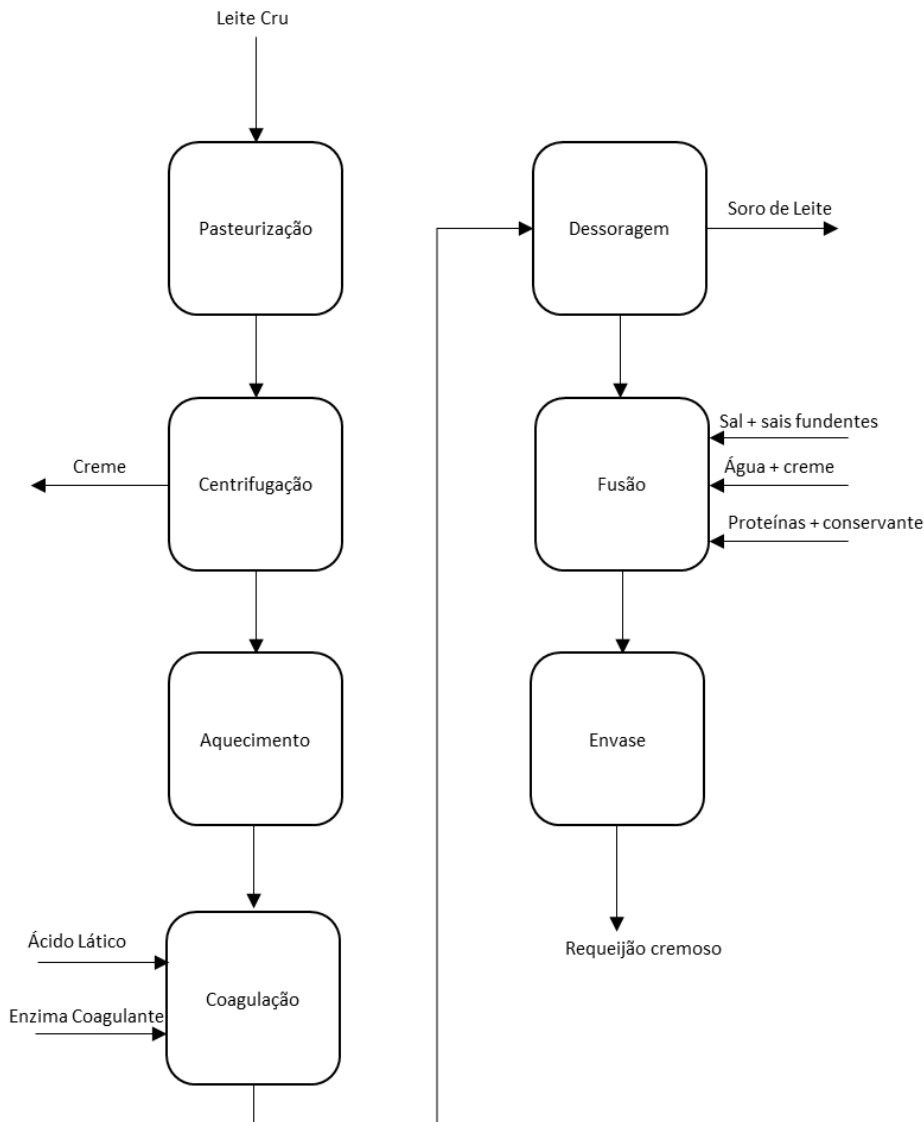 Leite Cru
Pasteurização
Creme
Centrifugação
Aquecimento
Ácido Lático
Enzima Coagulante
Coagulação
Dessoragem
Soro de Leite
Fusão
Sal + sais fundentes
Água + creme
Proteínas + conservante
Envase
Requeijão cremoso